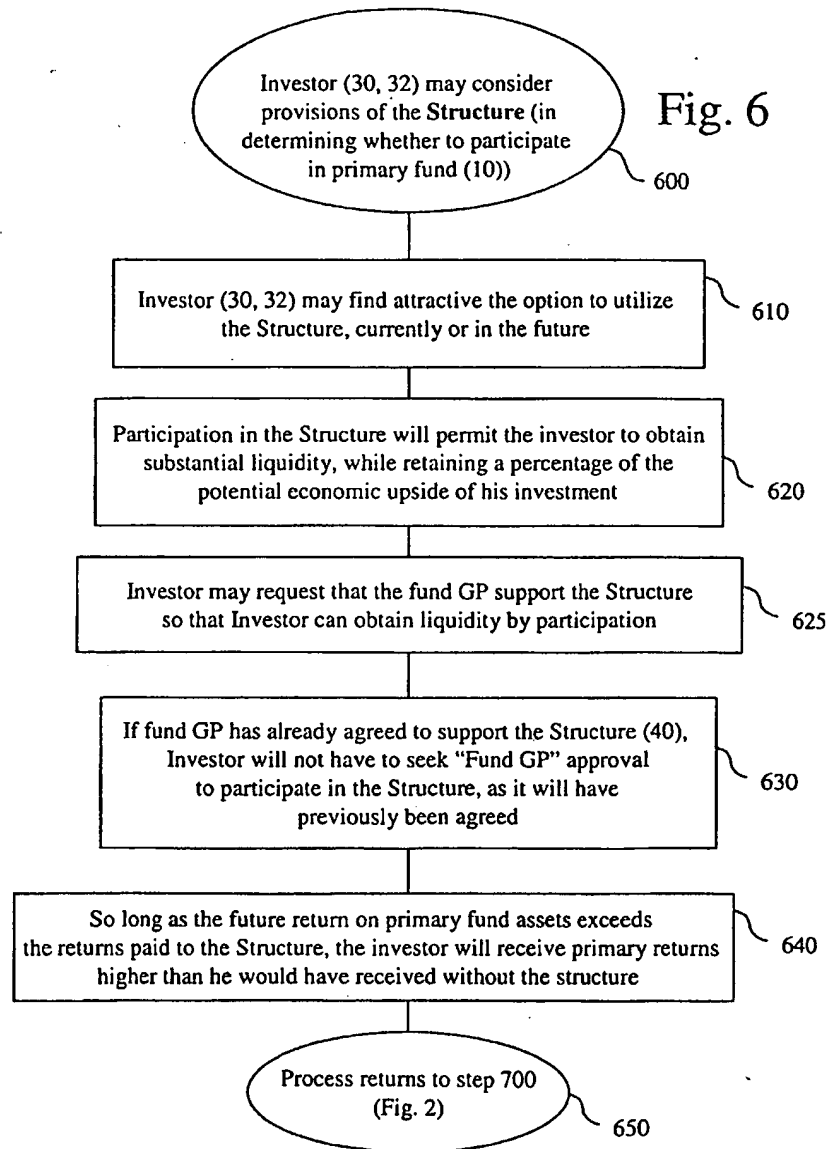 Fig. 6
Investor (30, 32) may consider
provisions of the Structure (in
determining whether to participate
in primary fund (10))
600
Investor (30, 32) may find attractive the option to utilize
the Structure, currently or in the future
610
Participation in the Structure will permit the investor to obtain
substantial liquidity, while retaining a percentage of the
potential economic upside of his investment
620
Investor may request that the fund GP support the Structure
so that Investor can obtain liquidity by participation
625
If fund GP has already agreed to support the Structure (40),
Investor will not have to seek “Fund GP” approval
to participate in the Structure, as it will have
previously been agreed
630
So long as the future return on primary fund assets exceeds
the returns paid to the Structure, the investor will receive primary returns
higher than he would have received without the structure
640
Process returns to step 700
(Fig. 2)
650